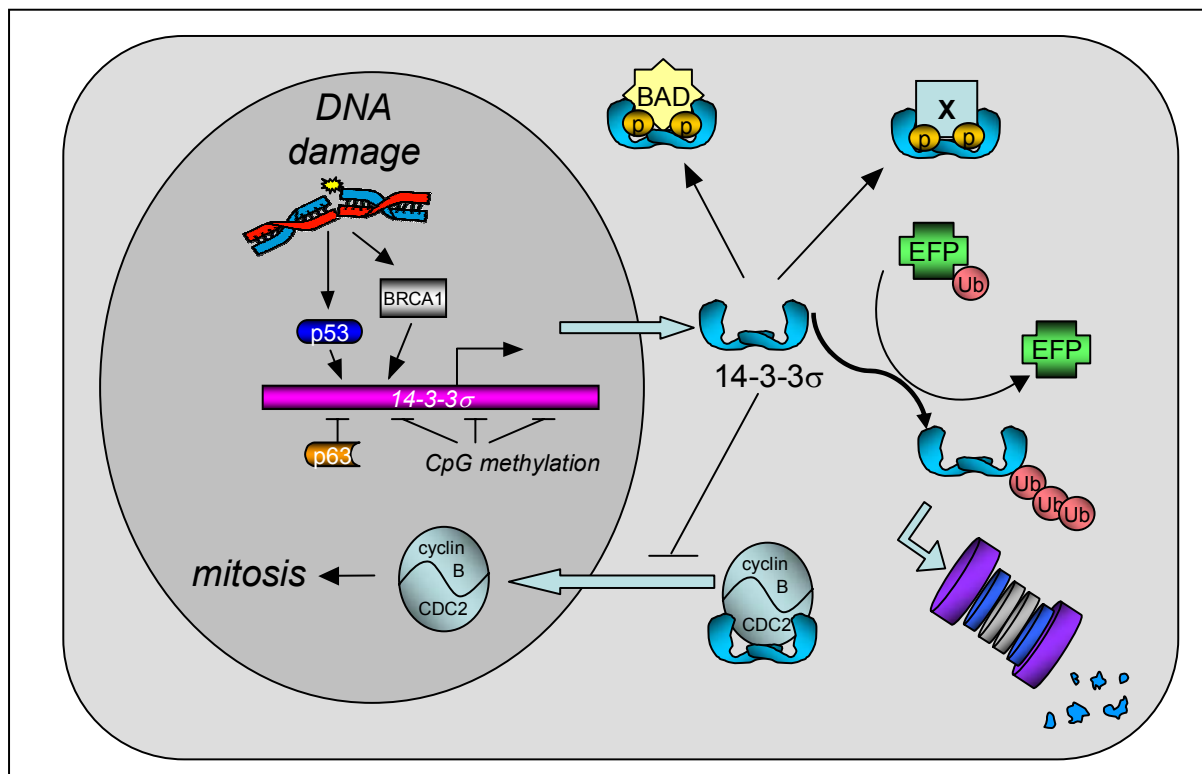 DNA
damage
BRCA1
p53
14-3-3σ
p63
CpG methylation
mitosis
cyclin
B
CDC2
BAD
p p
X
p p
EFP
Ub
EFP
14-3-3σ
Ub
Ub
Ub
cyclin
B
CDC2